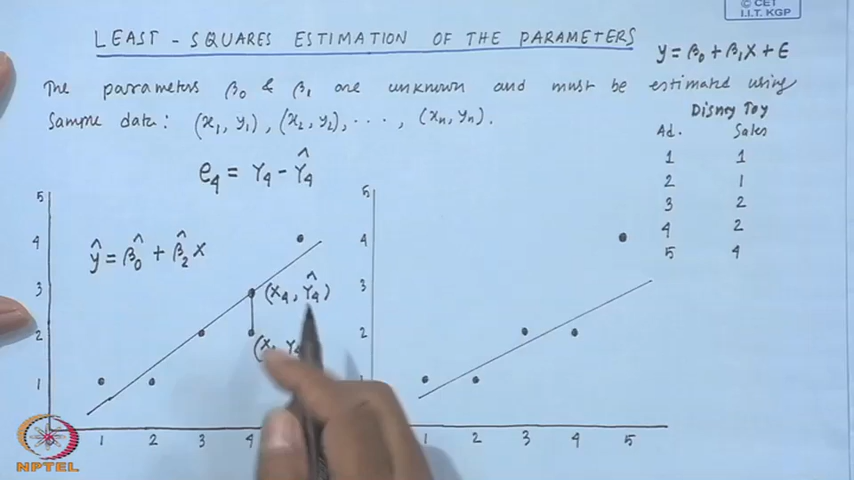 © CET
I.I.T. KGP
LEAST - SQUARES ESTIMATION OF THE PARAMETERS
y = β₀ + β₁X + ϵ
The parameters β₀ & β₁ are unknown and must be estimated using
Sample data: (x₁, y₁), (x₂, y₂), ..., (xₙ, yₙ).
Disney Toy
Ad. Sales
1 1
2 1
3 2
4 2
5 4
e₄ = Y₄ - Ŷ₄
ŷ = β̂₀ + β̂₂ X
(X₄, Ŷ₄)
5
4
3
2
1
1 2 3 4
5
4
3
2
1
1 2 3 4 5
NPTEL